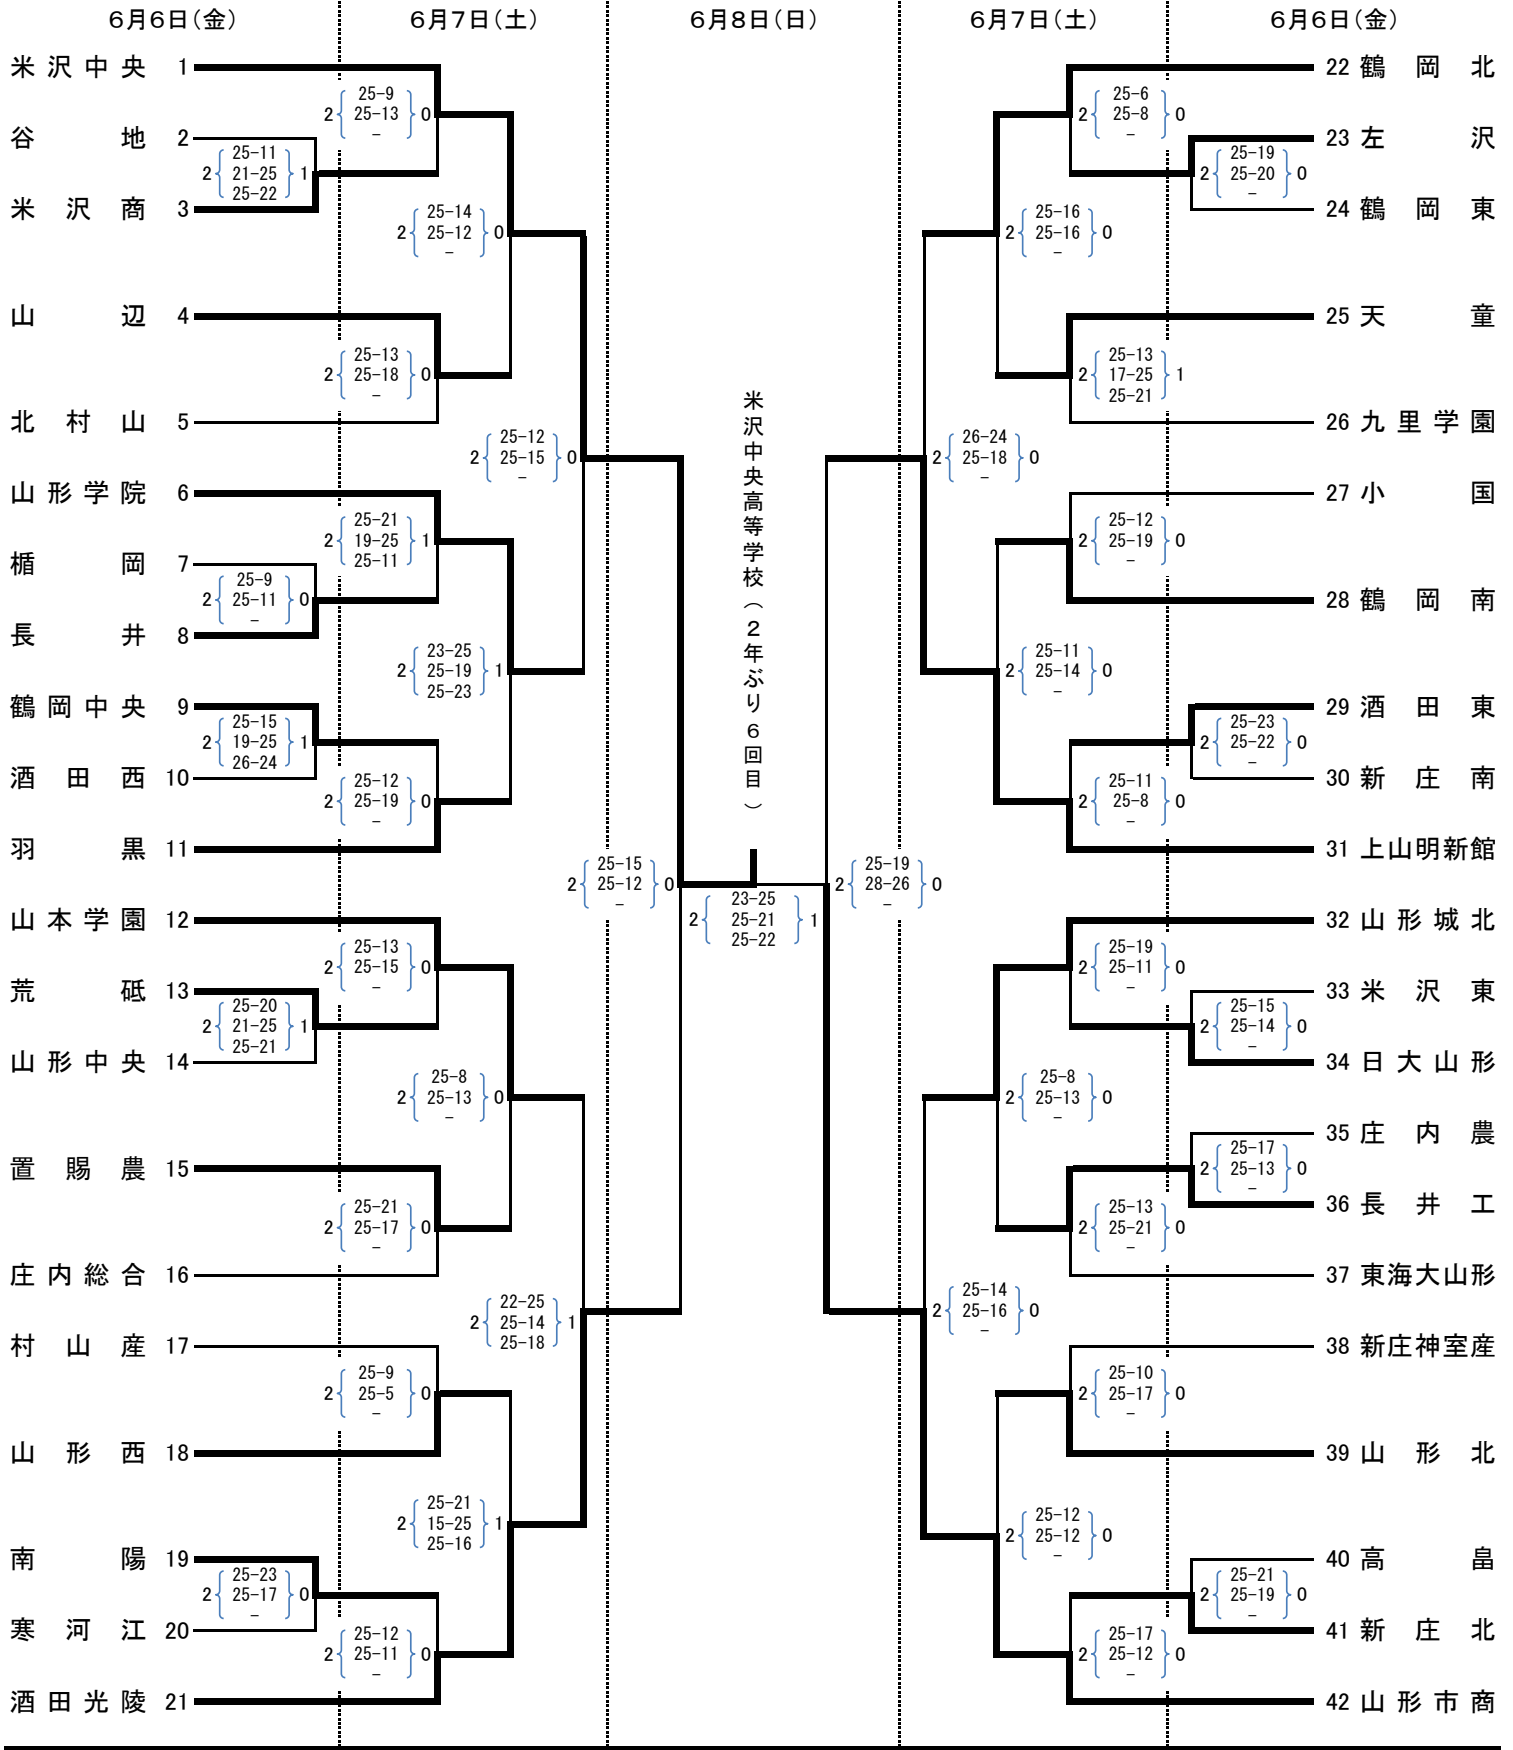 6月6日(金) 6月7日(土) 6月8日(日) 6月7日(土) 6月6日(金)
米沢中央 1
谷地 2
米沢商 3
山辺 4
北村山 5
山形学院 6
楯岡 7
長井 8
鶴岡中央 9
酒田西 10
羽黒 11
山本学園 12
荒砥 13
山形中央 14
置賜農 15
庄内総合 16
村山産 17
山形西 18
南陽 19
寒河江 20
酒田光陵 21
2 25-11 21-25 25-22 1
2 25-9 25-11 - 0
2 25-15 19-25 26-24 1
2 25-20 21-25 25-21 1
2 25-23 25-17 - 0
2 25-9 25-13 - 0
2 25-13 25-18 - 0
2 25-21 19-25 25-11 1
2 25-12 25-19 - 0
2 25-13 25-15 - 0
2 25-21 25-17 - 0
2 25-9 25-5 - 0
2 25-12 25-11 - 0
2 25-14 25-12 - 0
2 23-25 25-19 25-23 1
2 25-8 25-13 - 0
2 25-21 15-25 25-16 1
2 25-12 25-15 - 0
2 22-25 25-14 25-18 1
2 25-15 25-12 - 0
米沢中央高等学校(2年ぶり6回目)
2 23-25 25-21 25-22 1
2 25-19 28-26 - 0
2 26-24 25-18 - 0
2 25-14 25-16 - 0
2 25-16 25-16 - 0
2 25-11 25-14 - 0
2 25-8 25-13 - 0
2 25-12 25-12 - 0
2 25-6 25-8 - 0
2 25-13 17-25 25-21 1
2 25-12 25-19 - 0
2 25-11 25-8 - 0
2 25-19 25-11 - 0
2 25-13 25-21 - 0
2 25-10 25-17 - 0
2 25-17 25-12 - 0
2 25-19 25-20 - 0
2 25-23 25-22 - 0
2 25-15 25-14 - 0
2 25-17 25-13 - 0
2 25-21 25-19 - 0
22 鶴岡北
23 左沢
24 鶴岡東
25 天童
26 九里学園
27 小国
28 鶴岡南
29 酒田東
30 新庄南
31 上山明新館
32 山形城北
33 米沢東
34 日大山形
35 庄内農
36 長井工
37 東海大山形
38 新庄神室産
39 山形北
40 高畠
41 新庄北
42 山形市商